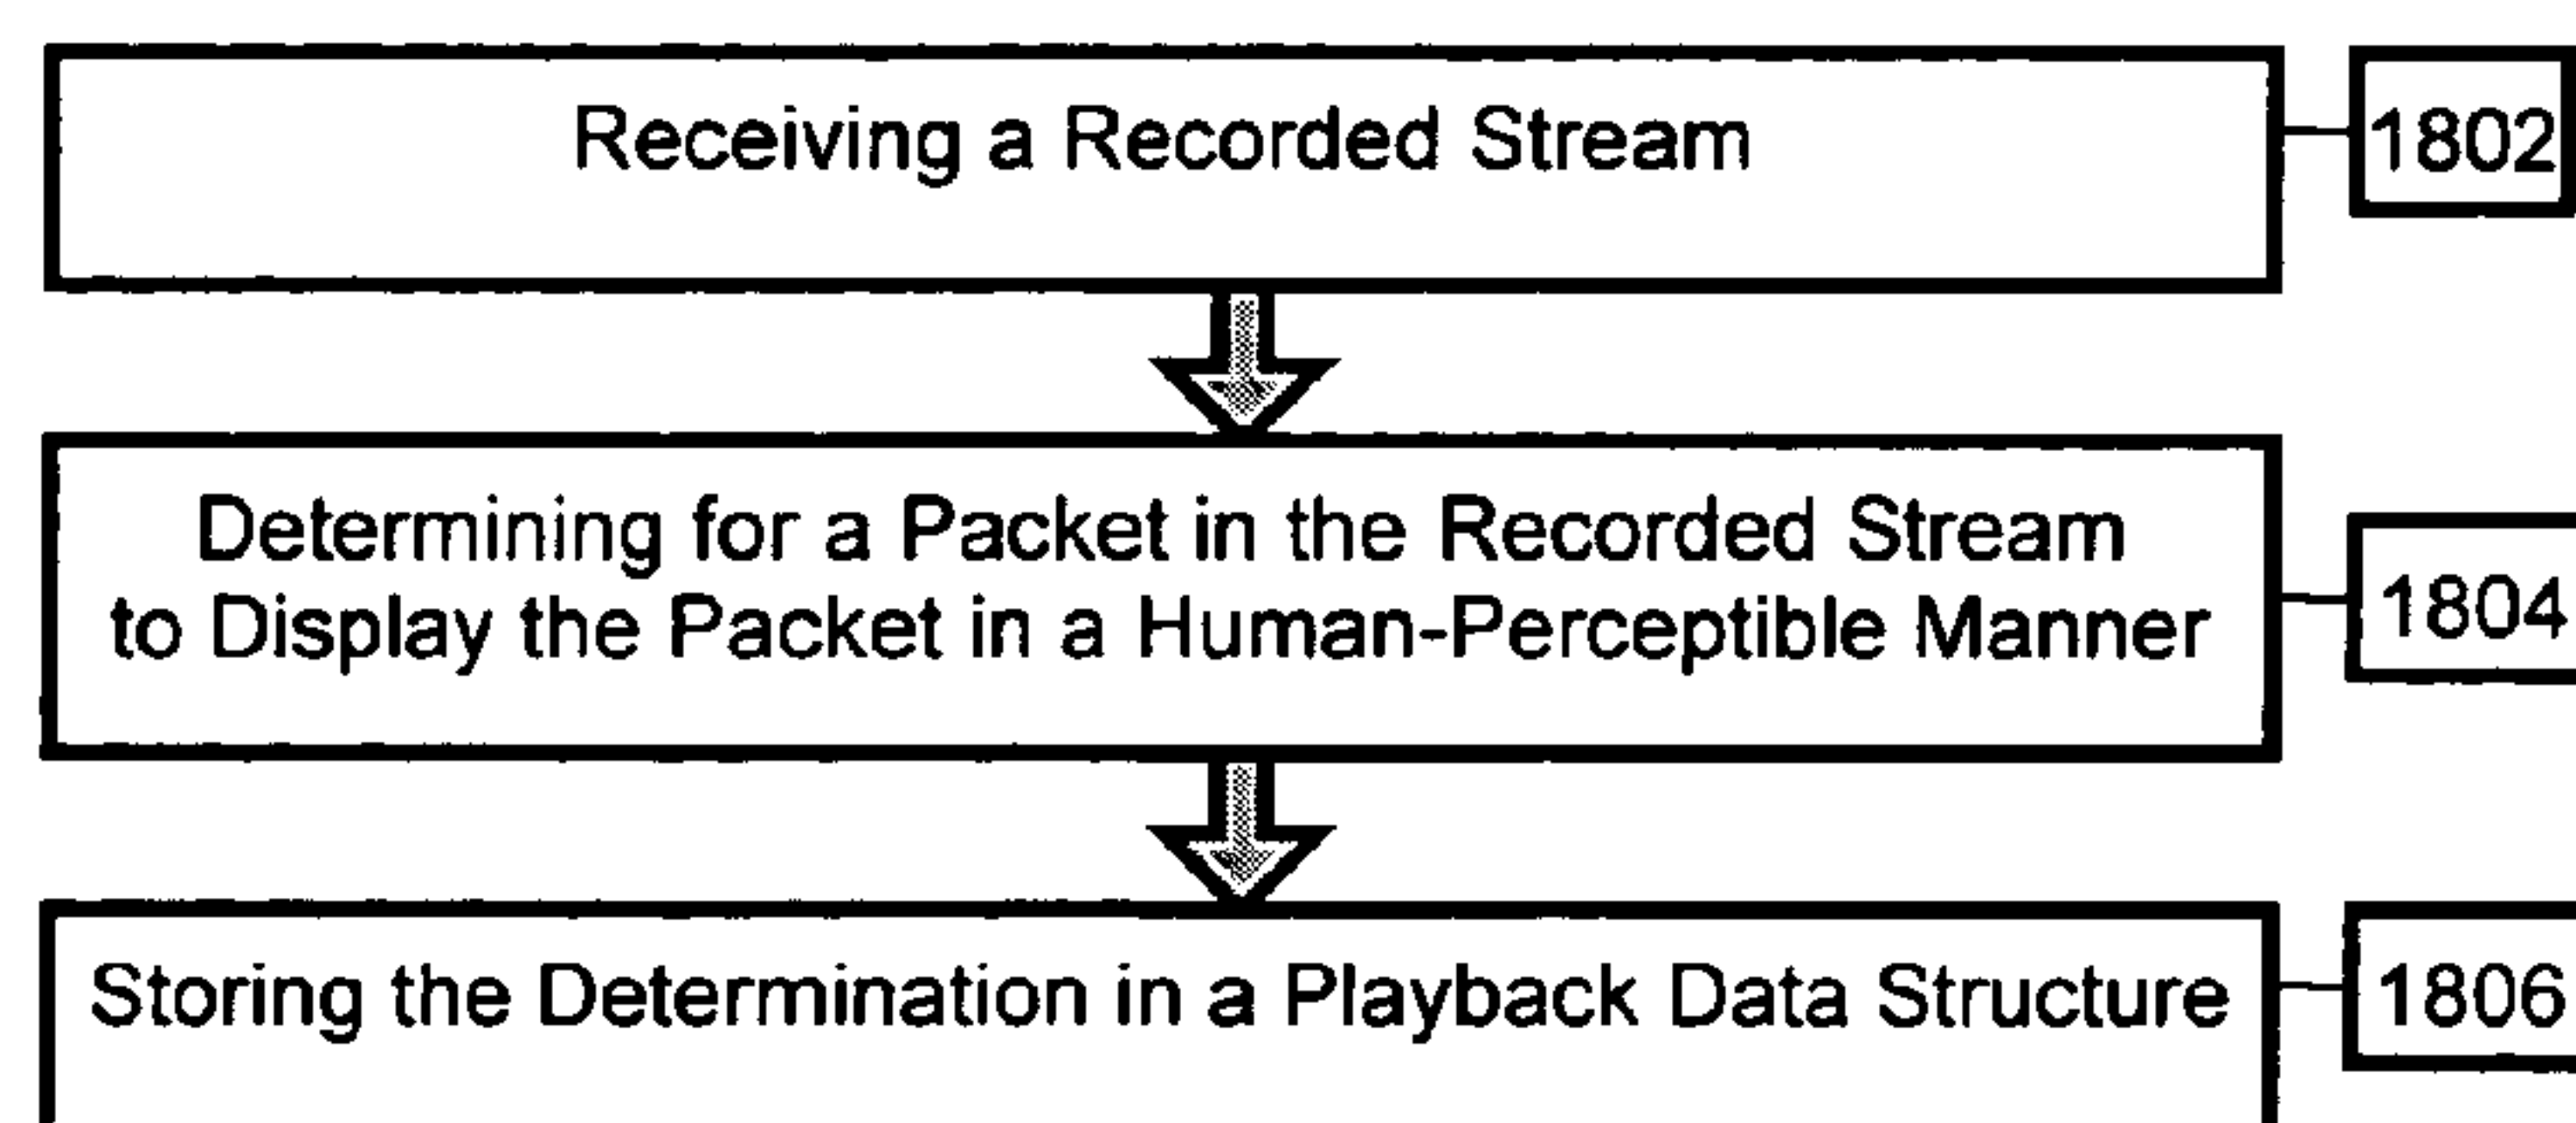 Receiving a Recorded Stream
1802
Determining for a Packet in the Recorded Stream
to Display the Packet in a Human-Perceptible Manner
1804
Storing the Determination in a Playback Data Structure
1806